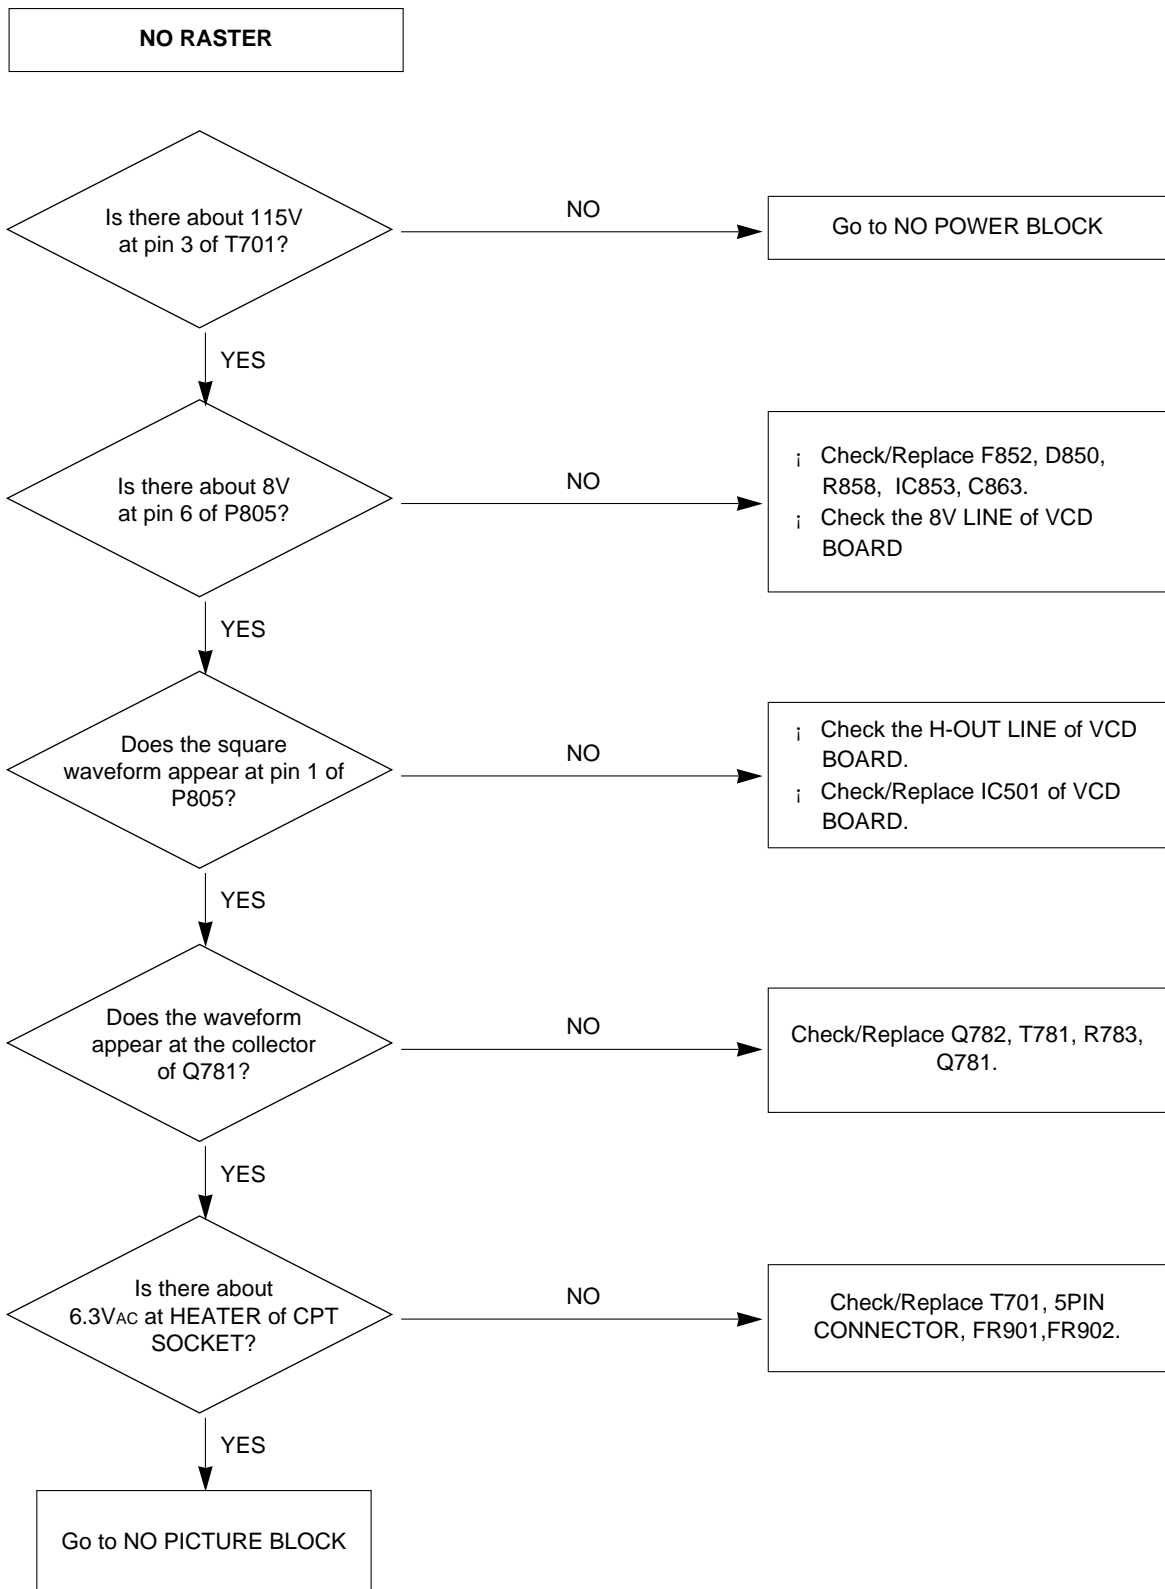 NO RASTER
Is there about 115V
at pin 3 of T701?
NO
Go to NO POWER BLOCK
YES
Is there about 8V
at pin 6 of P805?
NO
¡ Check/Replace F852, D850,
R858, IC853, C863.
¡ Check the 8V LINE of VCD
BOARD
YES
Does the square
waveform appear at pin 1 of
P805?
NO
¡ Check the H-OUT LINE of VCD
BOARD.
¡ Check/Replace IC501 of VCD
BOARD.
YES
Does the waveform
appear at the collector
of Q781?
NO
Check/Replace Q782, T781, R783,
Q781.
YES
Is there about
6.3VAC at HEATER of CPT
SOCKET?
NO
Check/Replace T701, 5PIN
CONNECTOR, FR901,FR902.
YES
Go to NO PICTURE BLOCK